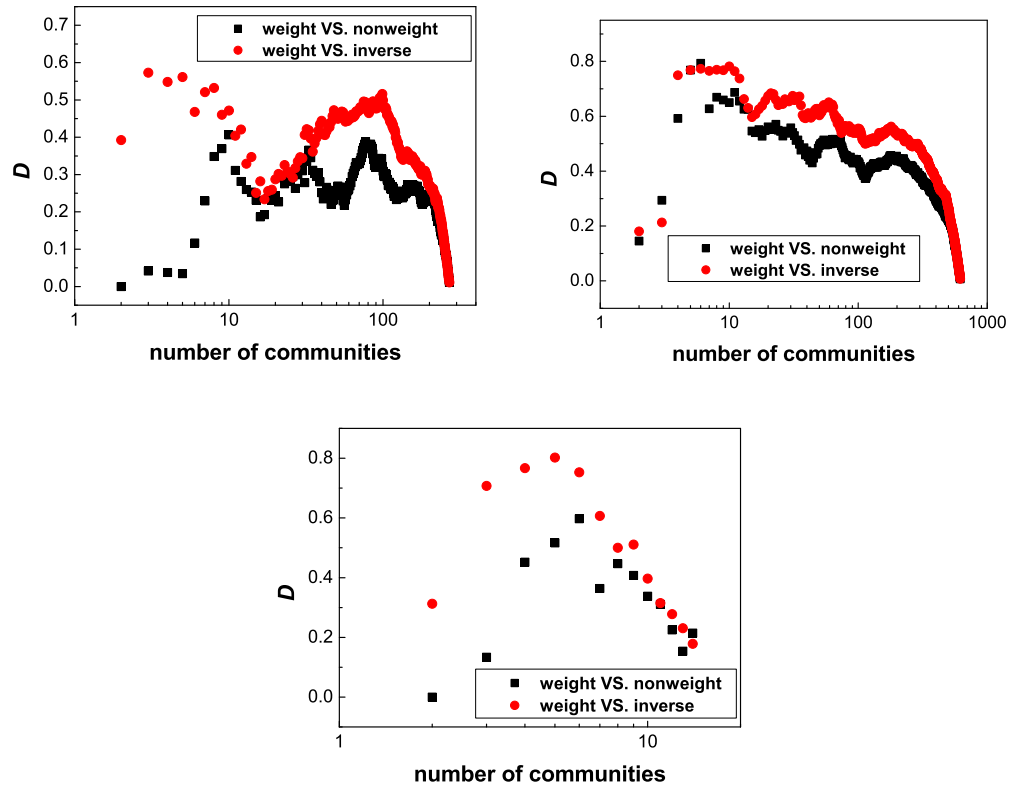 weight VS. nonweight
weight VS. inverse
D
0.7
0.6
0.5
0.4
0.3
0.2
0.1
0.0
1
10
100
number of communities
weight VS. nonweight
weight VS. inverse
D
0.8
0.6
0.4
0.2
0.0
1
10
100
1000
number of communities
weight VS. nonweight
weight VS. inverse
D
0.8
0.6
0.4
0.2
0.0
1
10
number of communities